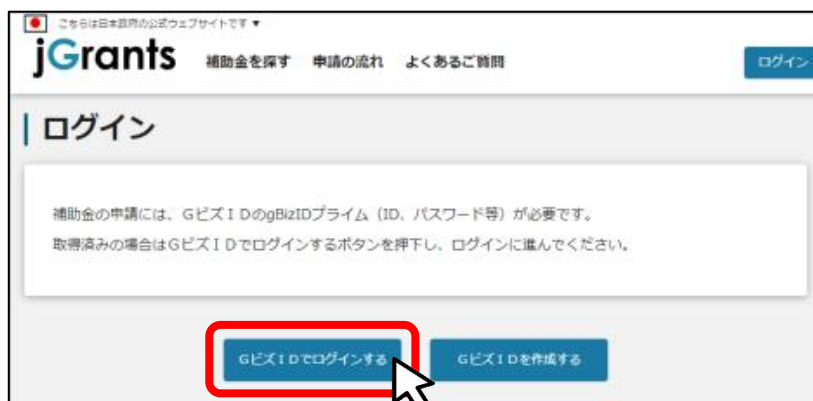 こちらは日本政府の公式ウェブサイトです ▼
jGrants 補助金を探す 申請の流れ よくあるご質問 ログイン
ログイン
補助金の申請には、GビズIDのgBizIDプライム（ID、パスワード等）が必要です。
取得済みの場合はGビズIDでログインするボタンを押下し、ログインに進んでください。
GビズIDでログインする GビズIDを作成する